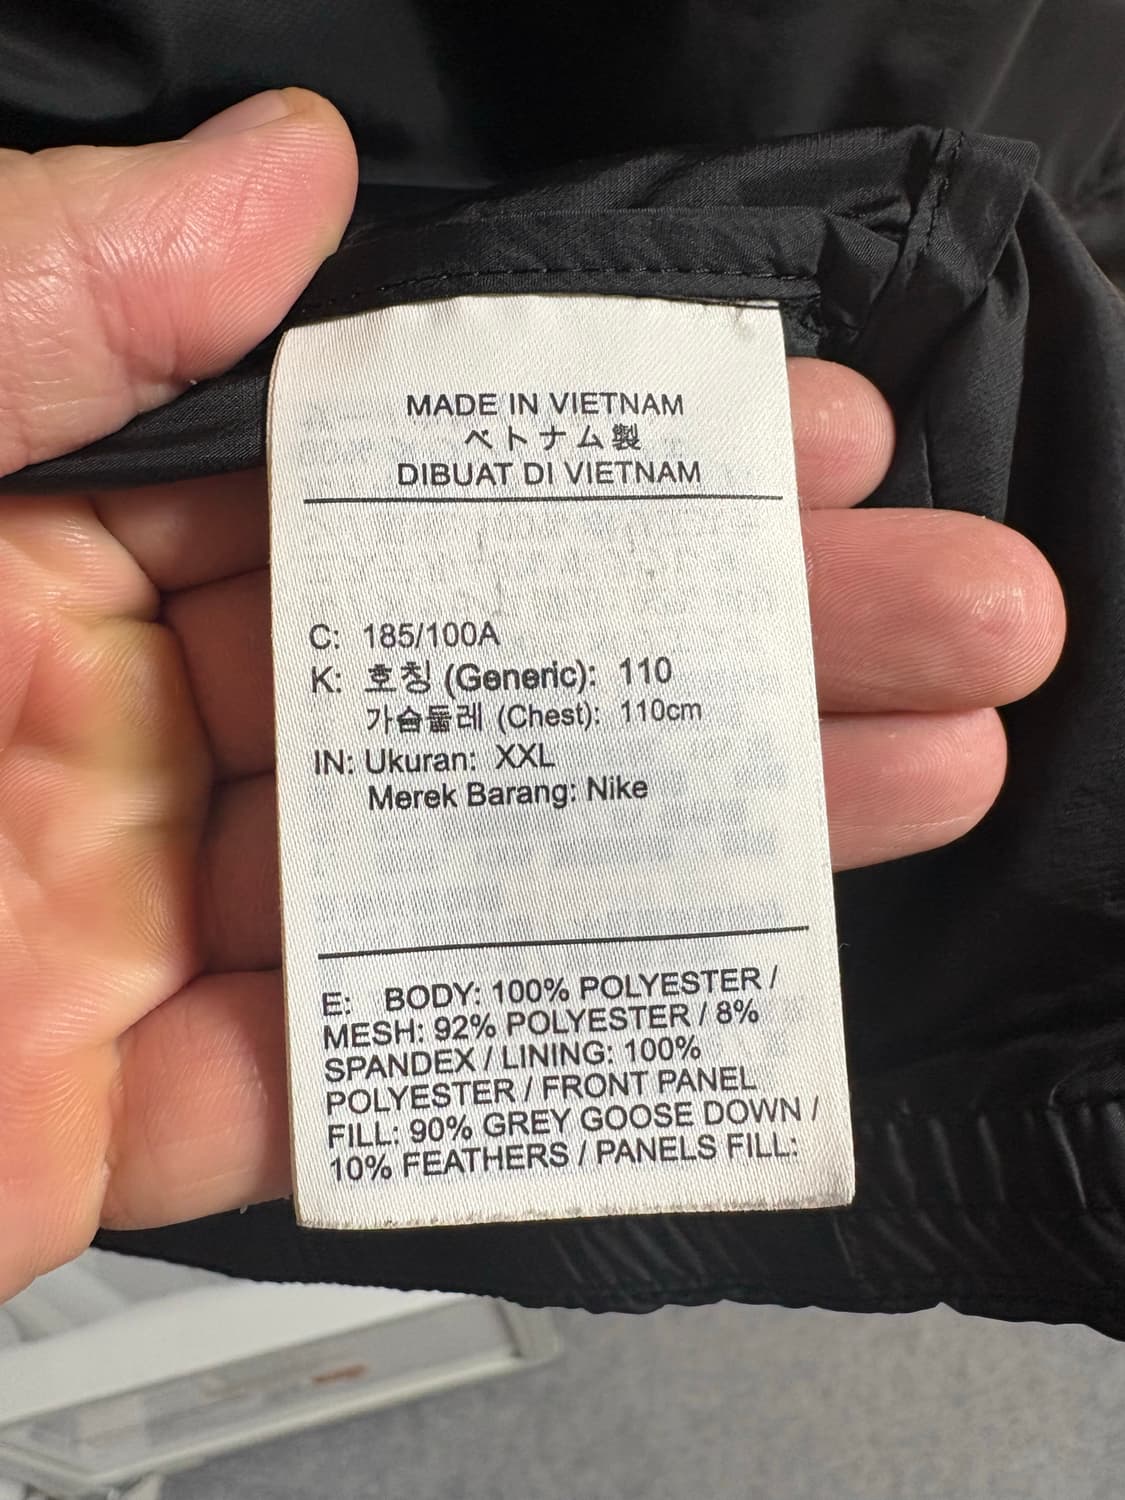 MADE IN VIETNAM
ベトナム製
DIBUAT DI VIETNAM
C: 185/100A
K: 호칭 (Generic): 110
가슴둘레 (Chest): 110cm
IN: Ukuran: XXL
Merek Barang: Nike
E: BODY: 100% POLYESTER /
MESH: 92% POLYESTER / 8%
SPANDEX / LINING: 100%
POLYESTER / FRONT PANEL
FILL: 90% GREY GOOSE DOWN /
10% FEATHERS / PANELS FILL: